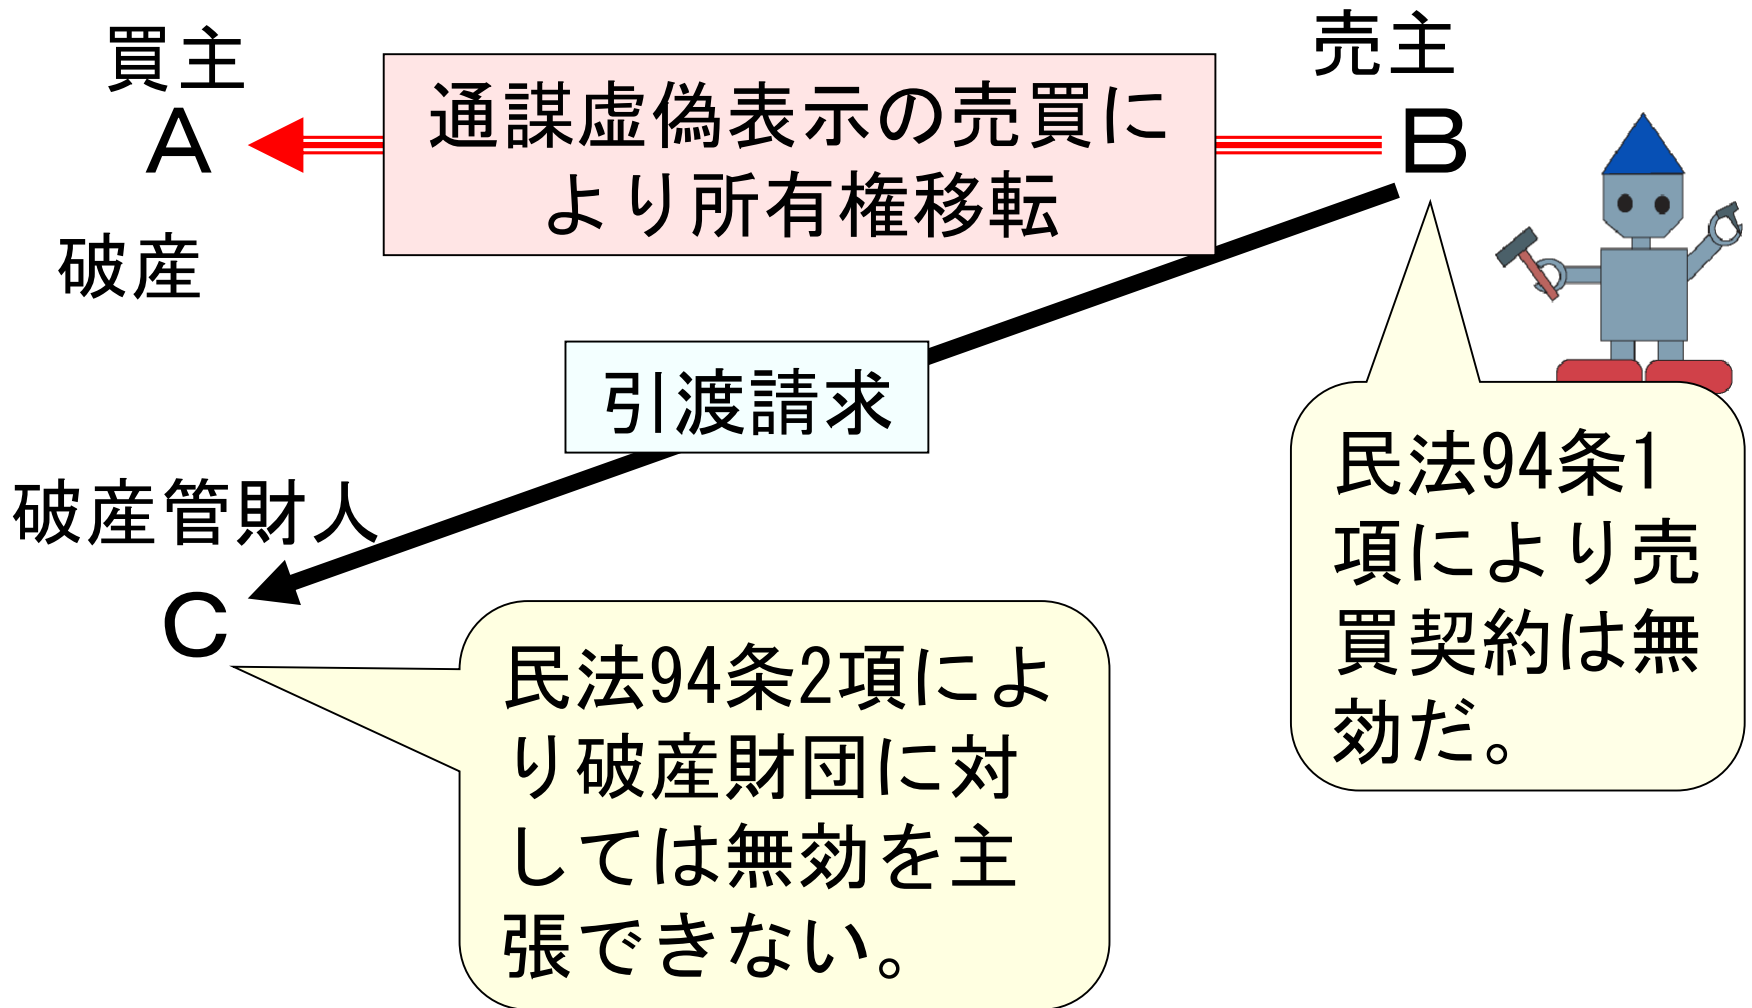 買主
A
破産
通謀虚偽表示の売買に
より所有権移転
売主
B
引渡請求
破産管財人
C
民法94条1
項により売
買契約は無
効だ。
民法94条2項によ
り破産財団に対
しては無効を主
張できない。